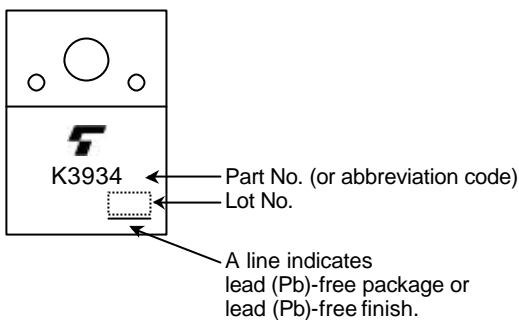 K3934
Part No. (or abbreviation code)
Lot No.
A line indicates
lead (Pb)-free package or
lead (Pb)-free finish.